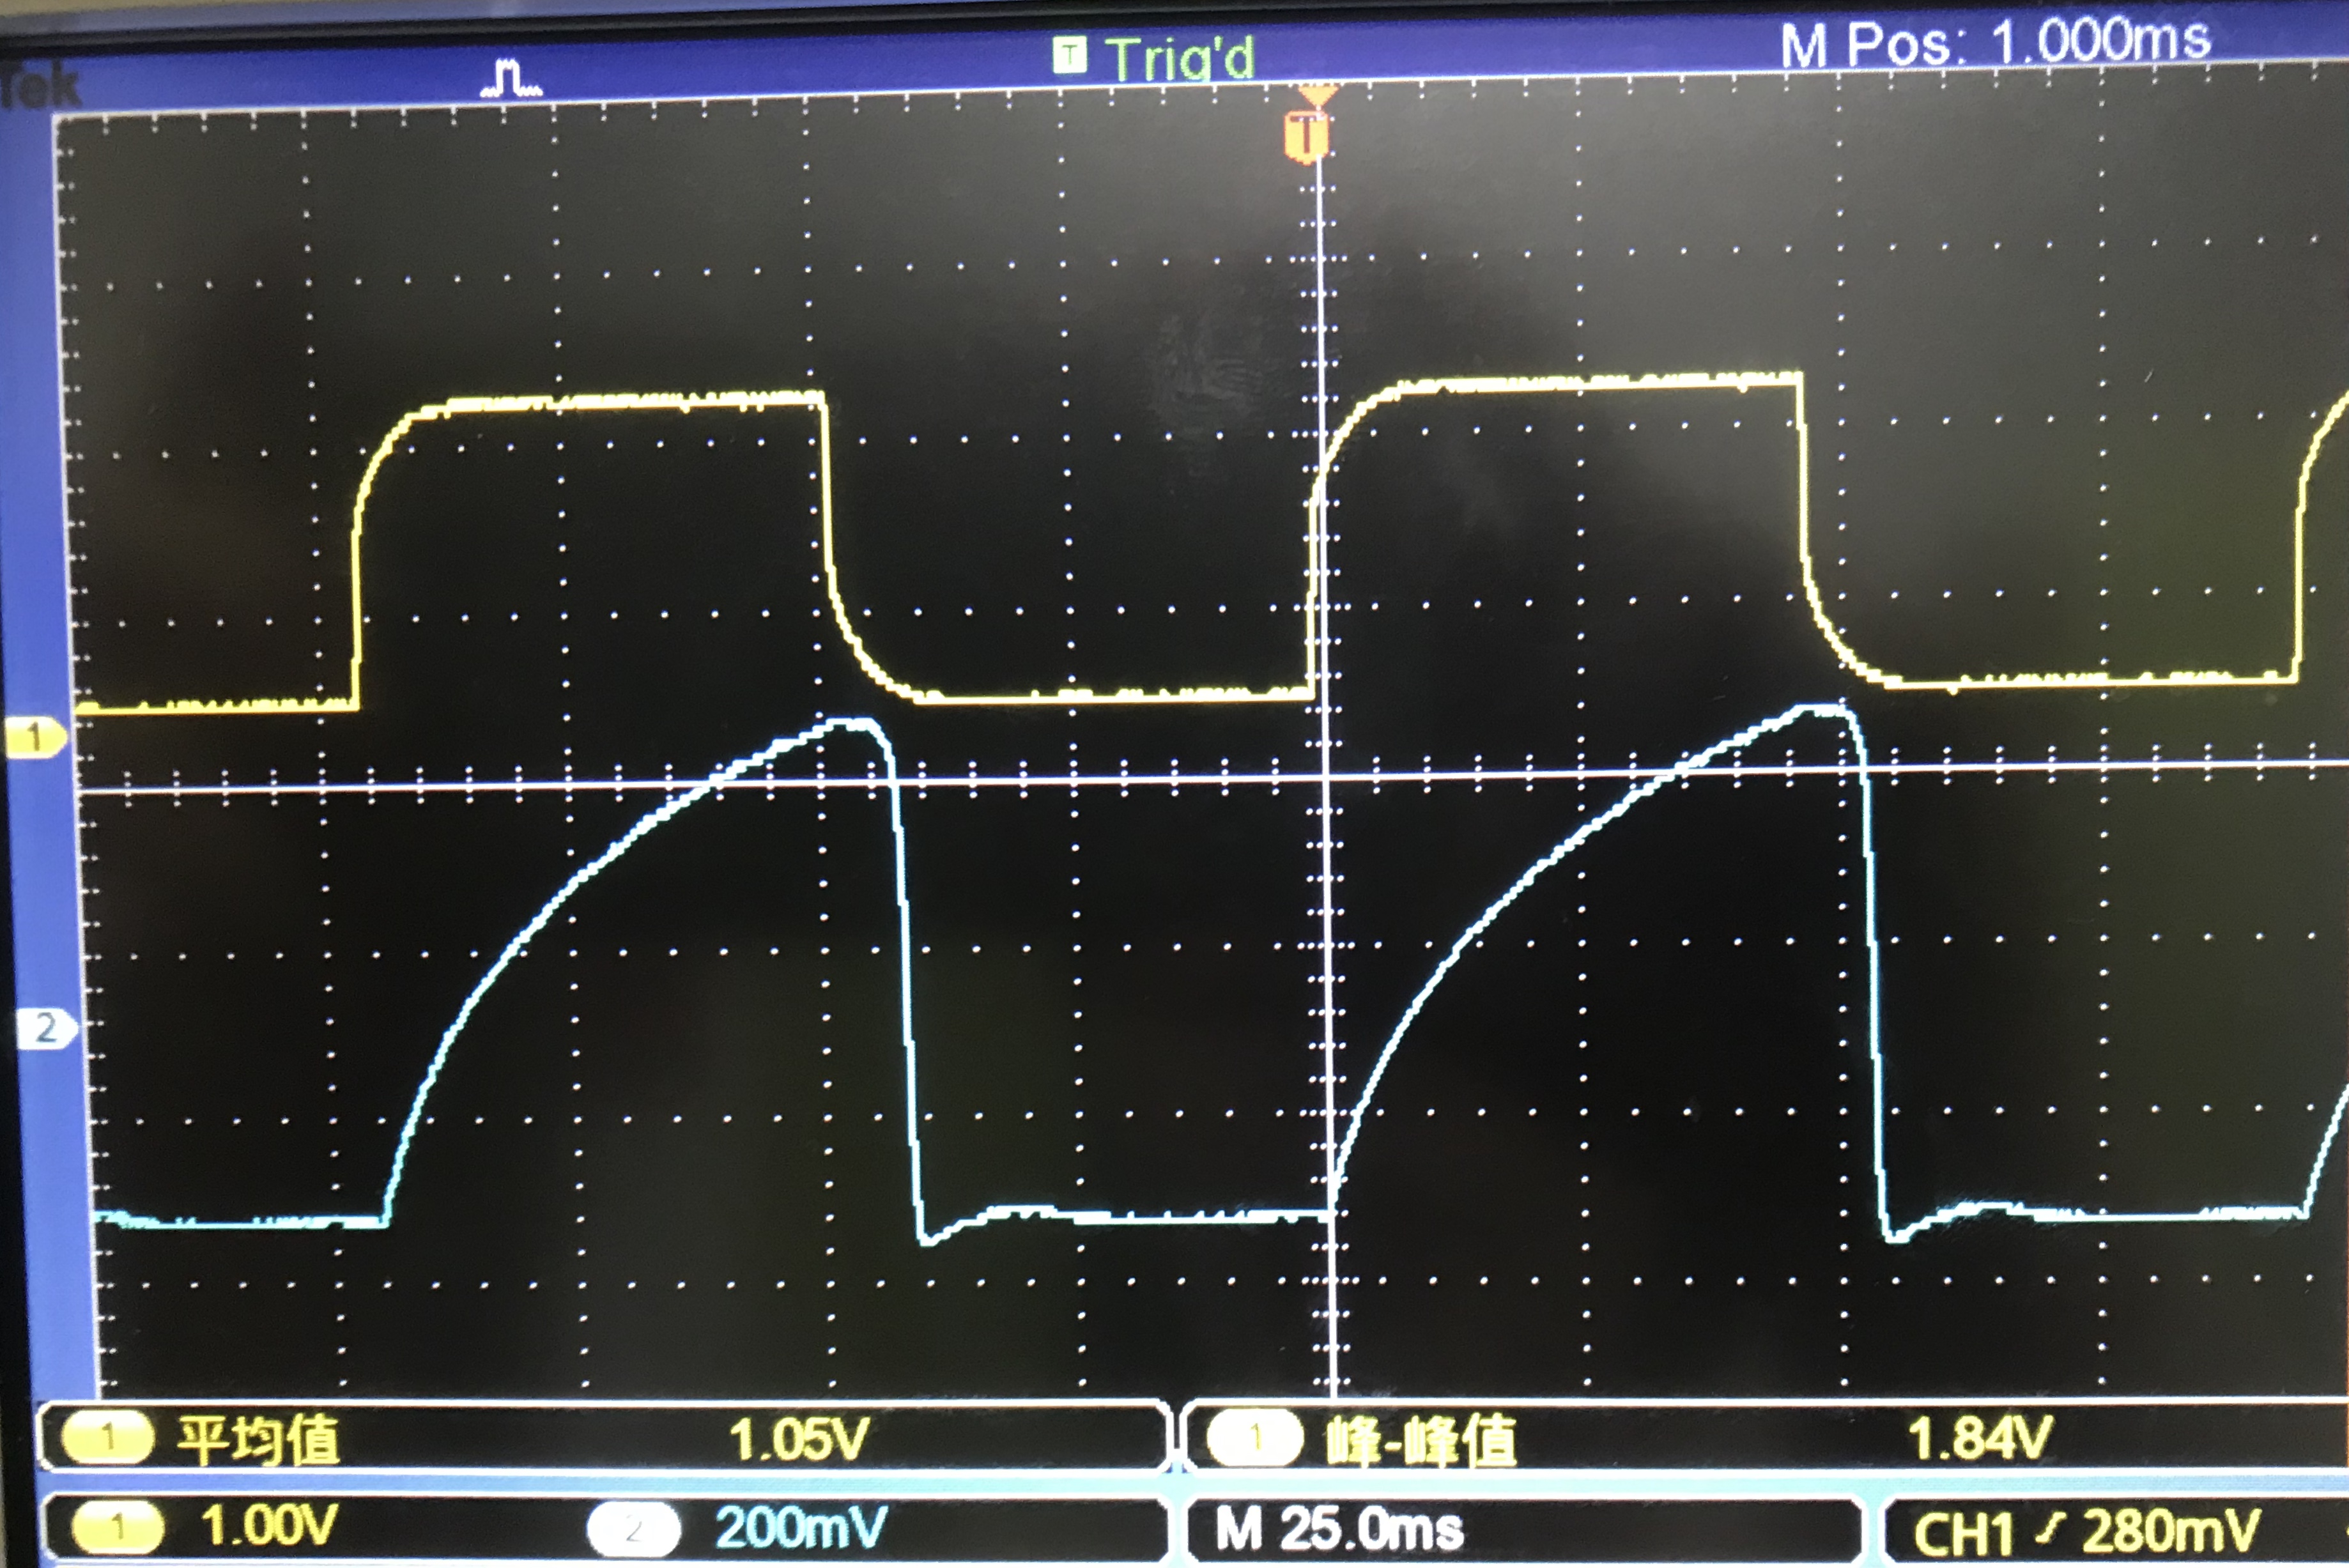 Tek T Trig'd M Pos: 1.000ms
T
1
2
1 平均值 1.05V 1 峰-峰值 1.84V
1 1.00V 2 200mV M 25.0ms CH1 280mV